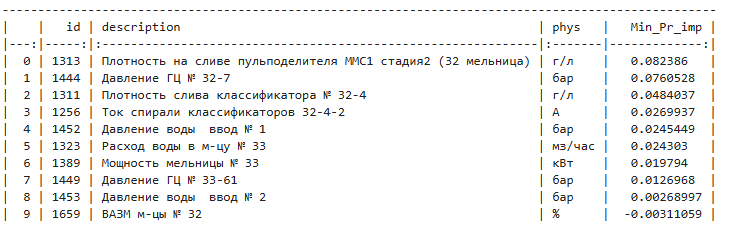 -----------------------------------------------------------------------------------------------
|    |   id | description                                                | phys   |   Min_Pr_imp |
|---:|-----:|:-----------------------------------------------------------|:-------|-------------:|
|  0 | 1313 | Плотность на сливе пульподелителя ММС1 стадия2 (32 мельница) | г/л    |   0.082386   |
|  1 | 1444 | Давление ГЦ № 32-7                                         | бар    |   0.0760528  |
|  2 | 1311 | Плотность слива классификатора № 32-4                      | г/л    |   0.0484037  |
|  3 | 1256 | Ток спирали классификаторов 32-4-2                         | А      |   0.0269937  |
|  4 | 1452 | Давление воды  ввод № 1                                    | бар    |   0.0245449  |
|  5 | 1323 | Расход воды в м-цу № 33                                    | мз/час |   0.024303   |
|  6 | 1389 | Мощность мельницы № 33                                     | кВт    |   0.019794   |
|  7 | 1449 | Давление ГЦ № 33-61                                        | бар    |   0.0126968  |
|  8 | 1453 | Давление воды  ввод № 2                                    | бар    |   0.00268997 |
|  9 | 1659 | ВАЗМ м-цы № 32                                             | %      |  -0.00311059 |